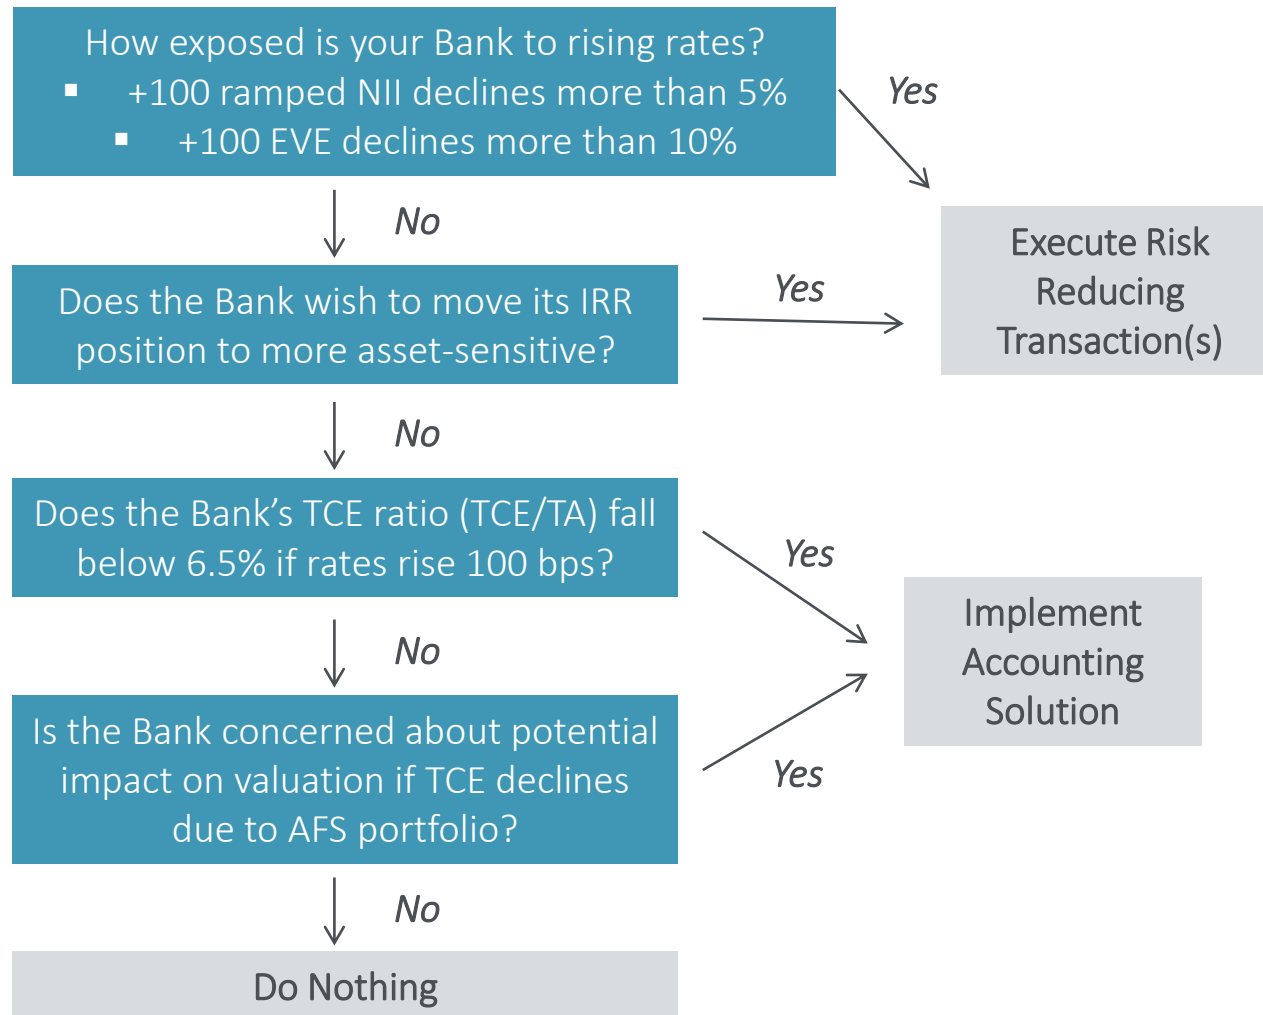 How exposed is your Bank to rising rates?
▪ +100 ramped NII declines more than 5%
▪ +100 EVE declines more than 10%
Yes
No
Execute Risk
Reducing
Transaction(s)
Does the Bank wish to move its IRR
position to more asset-sensitive?
Yes
No
Does the Bank’s TCE ratio (TCE/TA) fall
below 6.5% if rates rise 100 bps?
Yes
No
Implement
Accounting
Solution
Is the Bank concerned about potential
impact on valuation if TCE declines
due to AFS portfolio?
Yes
No
Do Nothing